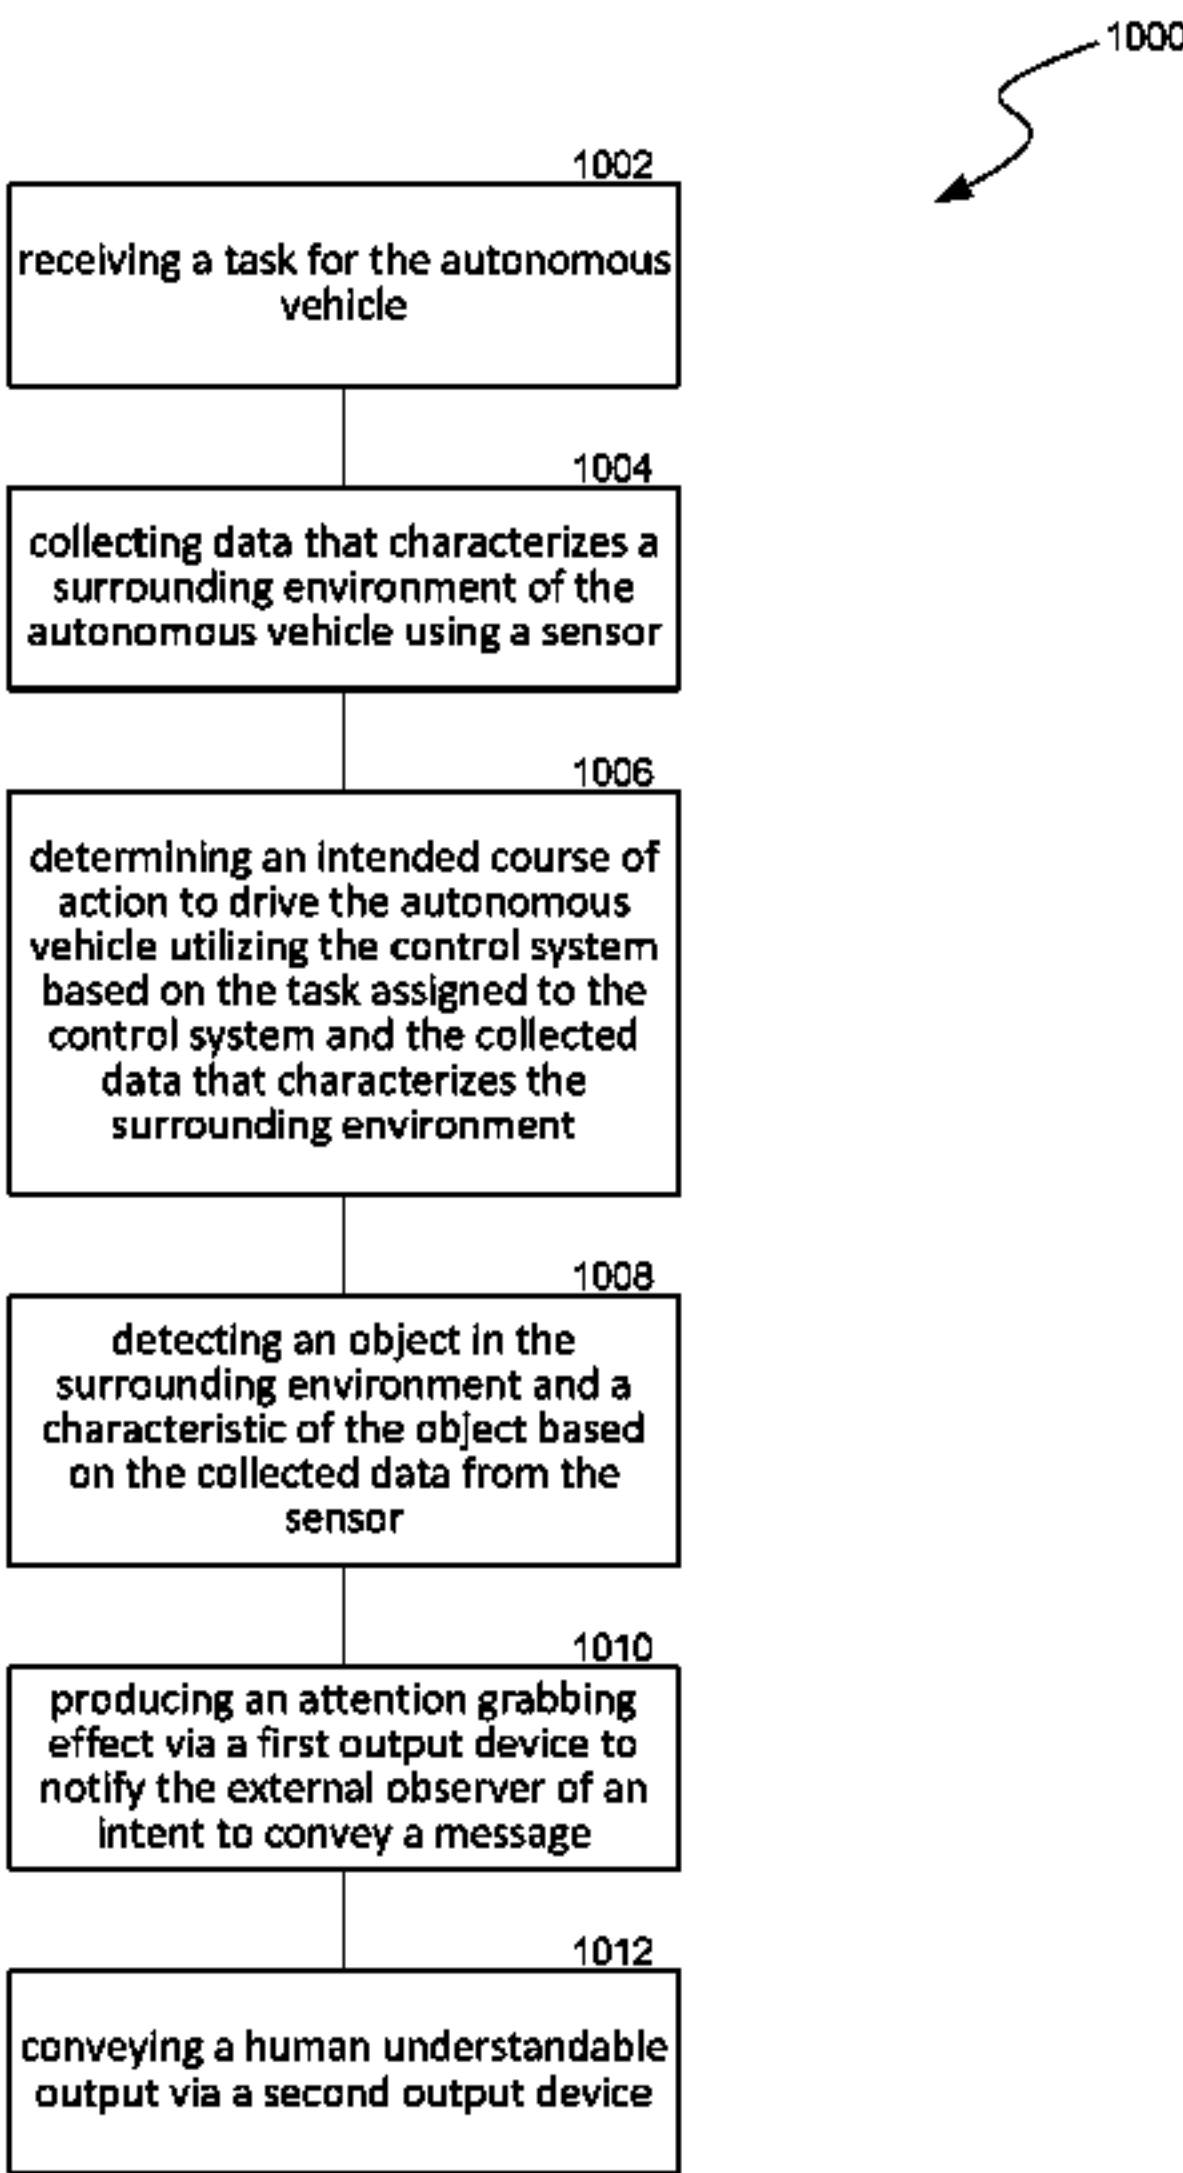 1000
1002
receiving a task for the autonomous
vehicle
1004
collecting data that characterizes a
surrounding environment of the
autonomous vehicle using a sensor
1006
determining an intended course of
action to drive the autonomous
vehicle utilizing the control system
based on the task assigned to the
control system and the collected
data that characterizes the
surrounding environment
1008
detecting an object in the
surrounding environment and a
characteristic of the object based
on the collected data from the
sensor
1010
producing an attention grabbing
effect via a first output device to
notify the external observer of an
intent to convey a message
1012
conveying a human understandable
output via a second output device